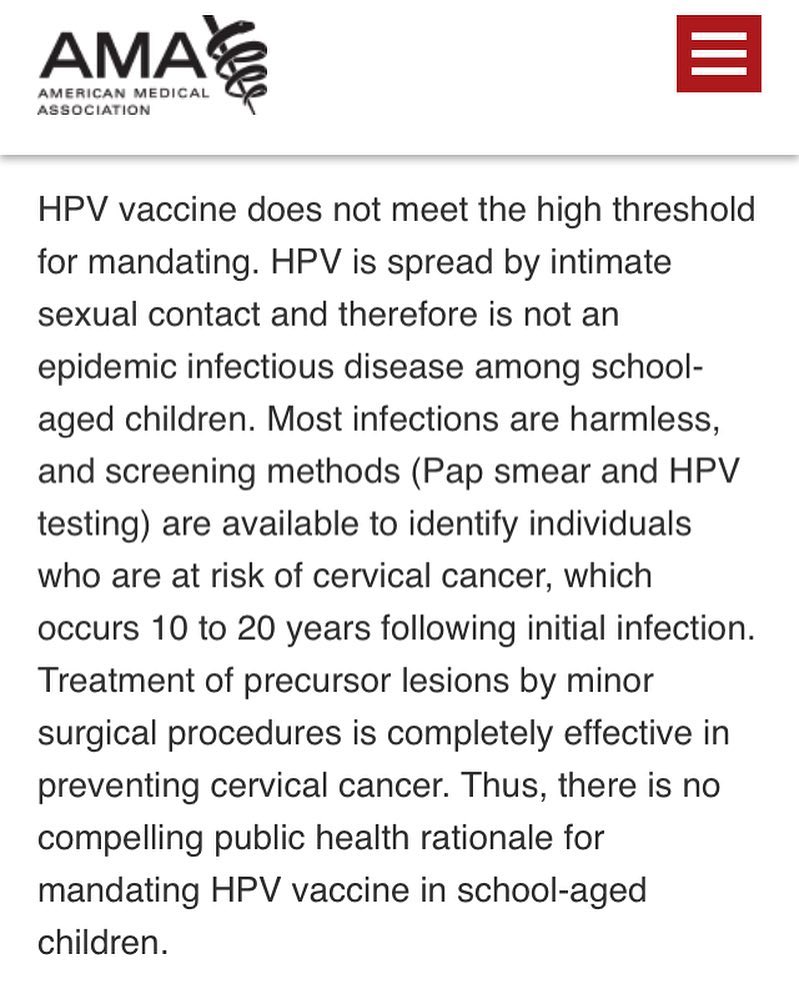 AMA
AMERICAN MEDICAL
ASSOCIATION
HPV vaccine does not meet the high threshold
for mandating. HPV is spread by intimate
sexual contact and therefore is not an
epidemic infectious disease among school-
aged children. Most infections are harmless,
and screening methods (Pap smear and HPV
testing) are available to identify individuals
who are at risk of cervical cancer, which
occurs 10 to 20 years following initial infection.
Treatment of precursor lesions by minor
surgical procedures is completely effective in
preventing cervical cancer. Thus, there is no
compelling public health rationale for
mandating HPV vaccine in school-aged
children.